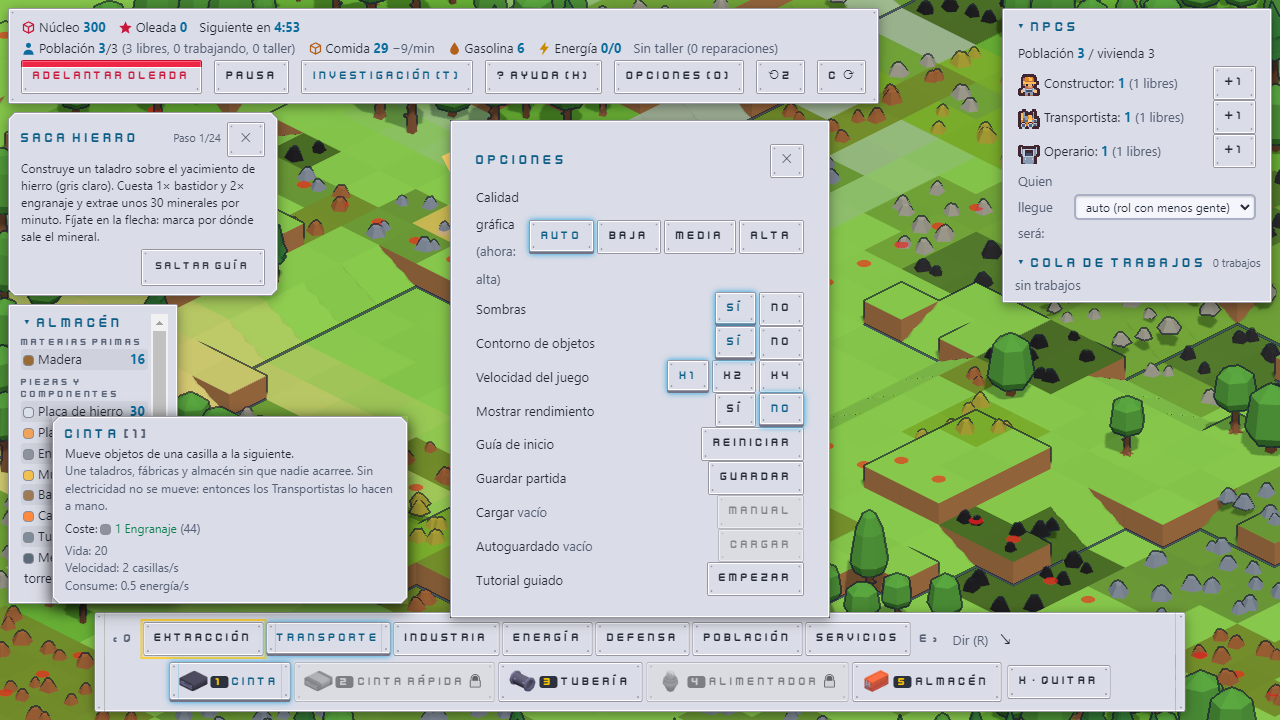 Núcleo 300 Oleada 0 Siguiente en 4:53
Población 3/3 (3 libres, 0 trabajando, 0 taller) Comida 29 −9/min Gasolina 6 Energía 0/0 Sin taller (0 reparaciones)
ADELANTAR OLEADA PAUSA INVESTIGACIÓN (T) ? AYUDA (H) OPCIONES (O) ⟲2 C ⟳
SACA HIERRO Paso 1/24 ×
Construye un taladro sobre el yacimiento de
hierro (gris claro). Cuesta 1× bastidor y 2×
engranaje y extrae unos 30 minerales por
minuto. Fíjate en la flecha: marca por dónde
sale el mineral.
SALTAR GUÍA
▾ ALMACÉN
MATERIAS PRIMAS
Madera 16
PIEZAS Y
COMPONENTES
Placa de hierro 30
CINTA [1]
Mueve objetos de una casilla a la siguiente.
Une taladros, fábricas y almacén sin que nadie acarree. Sin
electricidad no se mueve: entonces los Transportistas lo hacen
a mano.
Coste: 1 Engranaje (44)
Vida: 20
Velocidad: 2 casillas/s
Consume: 0.5 energía/s
torre
OPCIONES ×
Calidad
gráfica
(ahora:
alta)
AUTO BAJA MEDIA ALTA
Sombras SÍ NO
Contorno de objetos SÍ NO
Velocidad del juego X1 X2 X4
Mostrar rendimiento SÍ NO
Guía de inicio REINICIAR
Guardar partida GUARDAR
Cargar vacío MANUAL
Autoguardado vacío CARGAR
Tutorial guiado EMPEZAR
▾ NPCS
Población 3 / vivienda 3
Constructor: 1 (1 libres) +1
Transportista: 1 (1 libres) +1
Operario: 1 (1 libres) +1
Quien
llegue
será:
auto (rol con menos gente)
▾ COLA DE TRABAJOS 0 trabajos
sin trabajos
‹ Q EXTRACCIÓN TRANSPORTE INDUSTRIA ENERGÍA DEFENSA POBLACIÓN SERVICIOS E › Dir (R) ↘
1 CINTA 2 CINTA RÁPIDA 3 TUBERÍA 4 ALIMENTADOR 5 ALMACÉN X · QUITAR